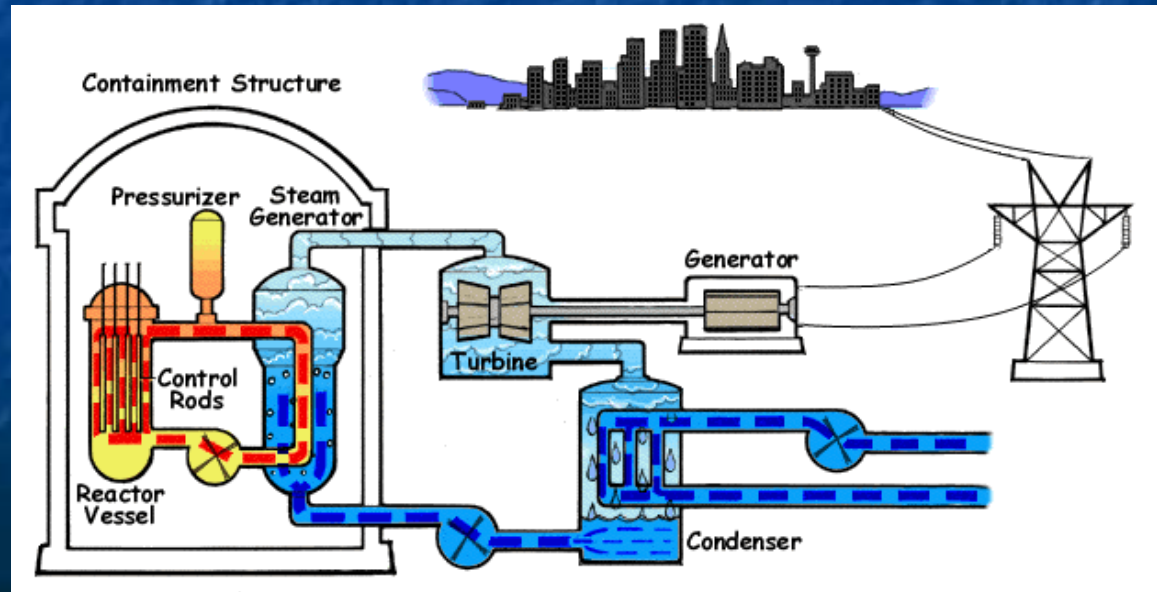 Containment Structure
Pressurizer
Steam
Generator
Control
Rods
Reactor
Vessel
Turbine
Generator
Condenser